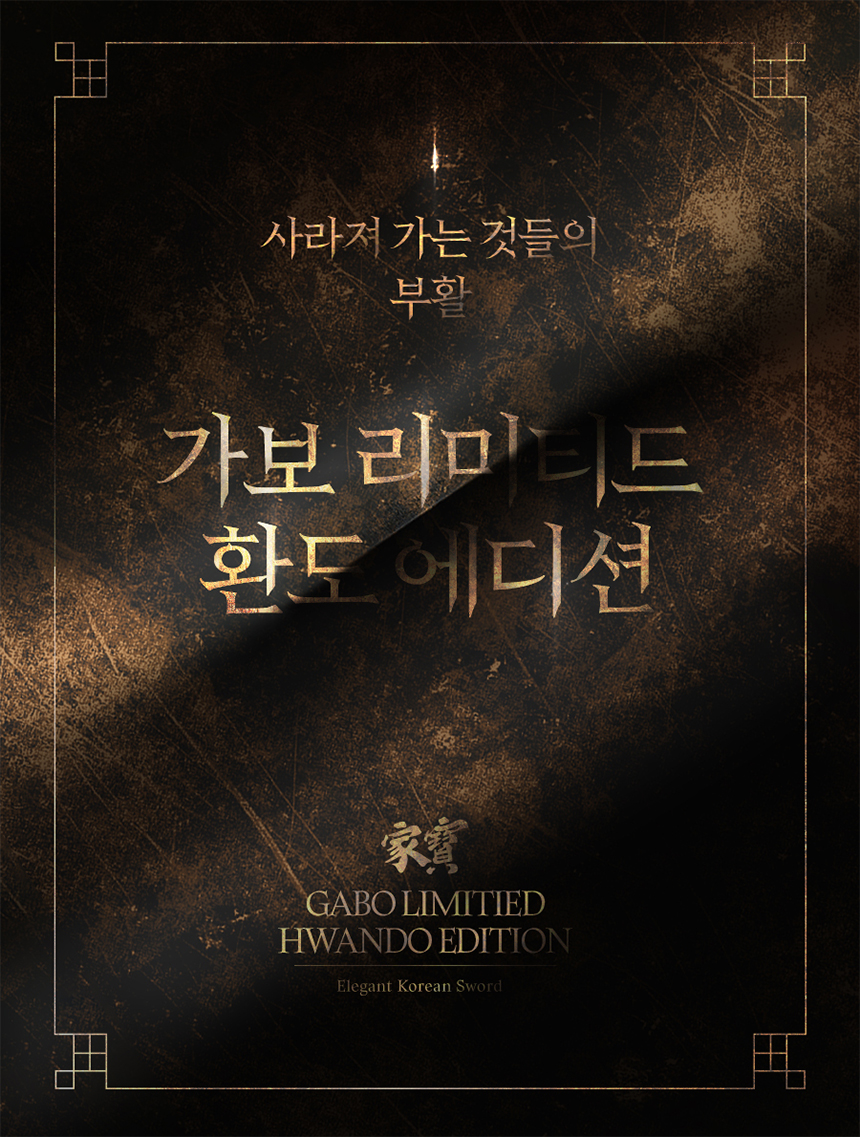 사라져 가는 것들의
부활
가보 리미티드
환도 에디션
家寶
GABO LIMITIED
HWANDO EDITION
Elegant Korean Sword